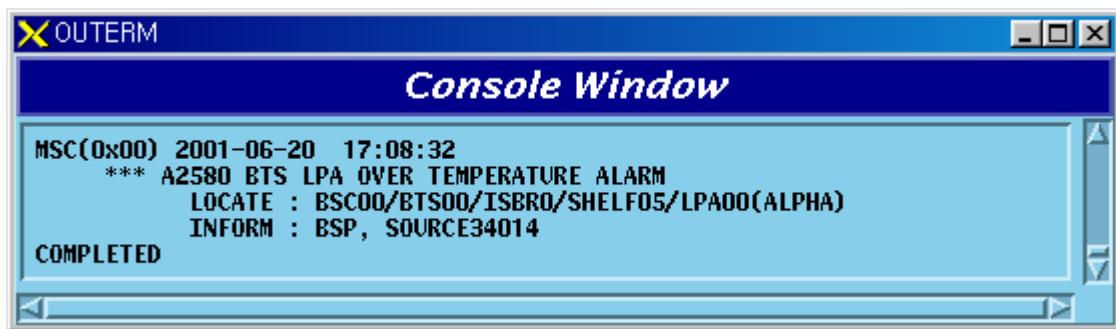 OUTERM
Console Window
MSC(0x00) 2001-06-20 17:08:32
*** A2580 BTS LPA OVER TEMPERATURE ALARM
LOCATE : BSC00/BTS00/ISBR0/SHELF05/LPA00(ALPHA)
INFORM : BSP, SOURCE34014
COMPLETED